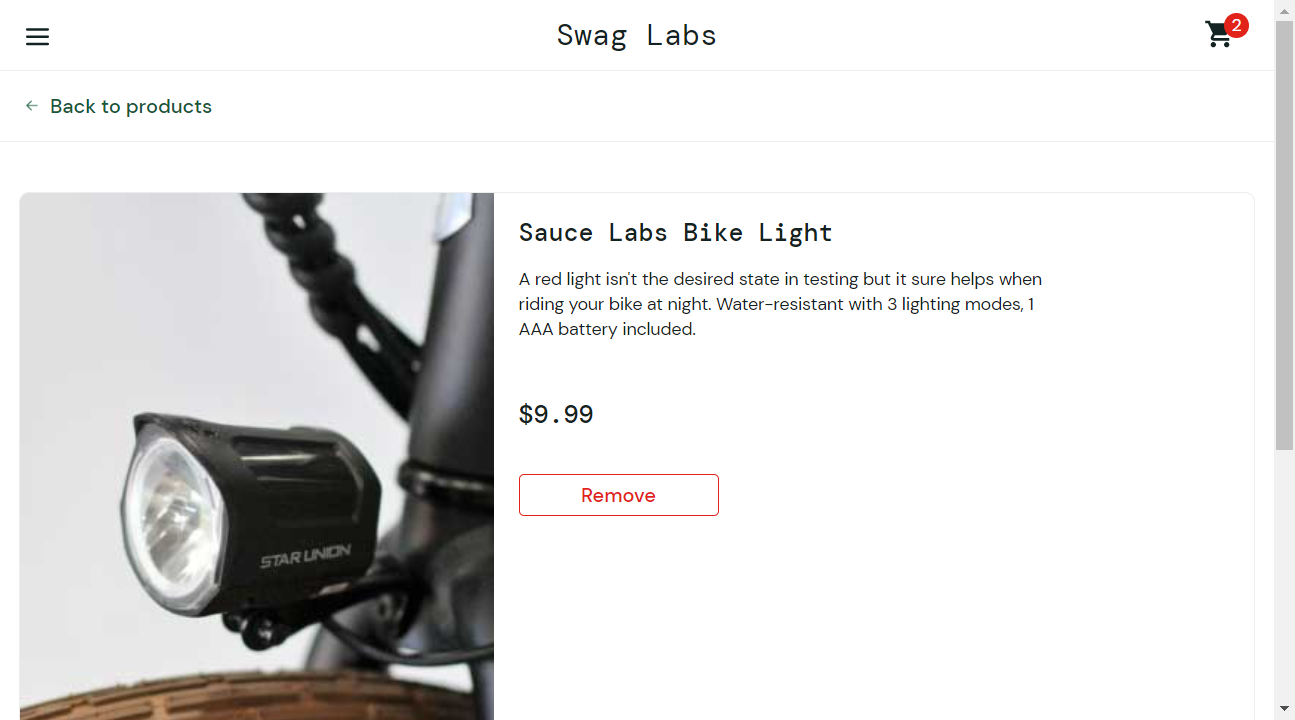 Swag Labs
2
Back to products
Sauce Labs Bike Light
A red light isn't the desired state in testing but it sure helps when
riding your bike at night. Water-resistant with 3 lighting modes, 1
AAA battery included.
$9.99
Remove
STAR UNION